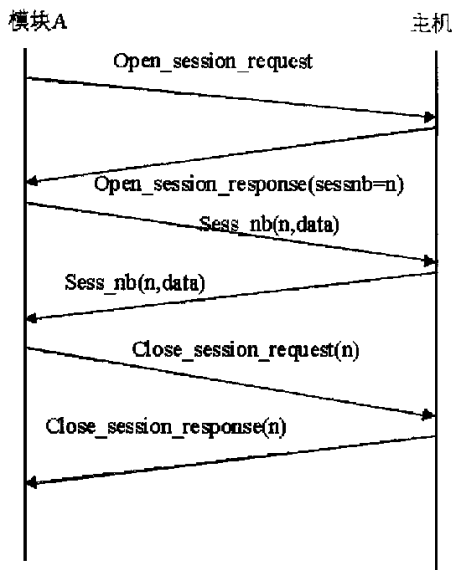 模块A
主机
Open_session_request
Open_session_response(sessnb=n)
Sess_nb(n,data)
Sess_nb(n,data)
Close_session_request(n)
Close_session_response(n)